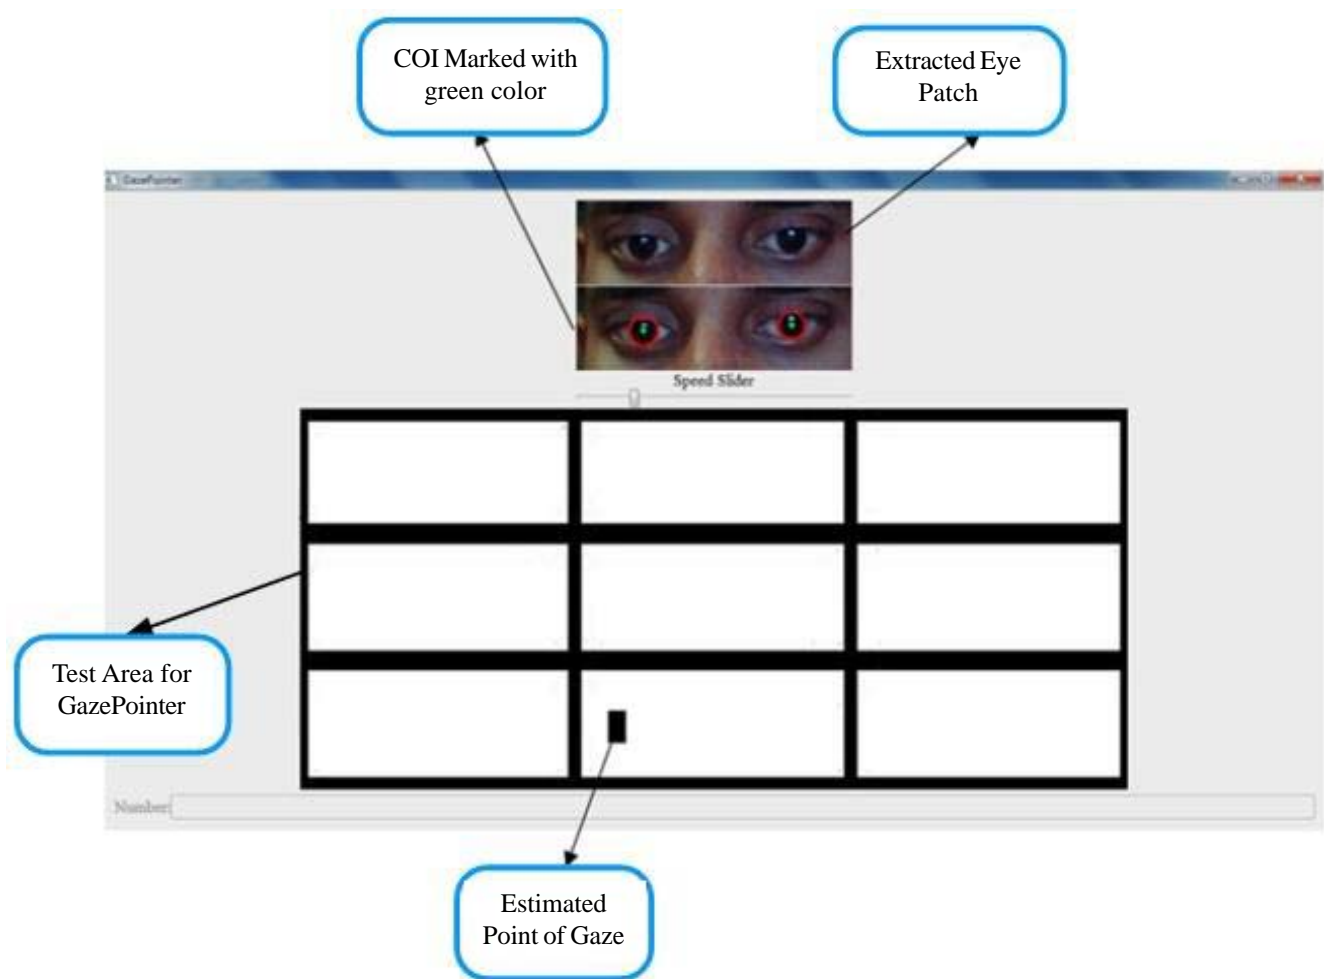 COI Marked with
green color
Extracted Eye
Patch
GazePointer
Speed Slider
Test Area for
GazePointer
Number:
Estimated
Point of Gaze